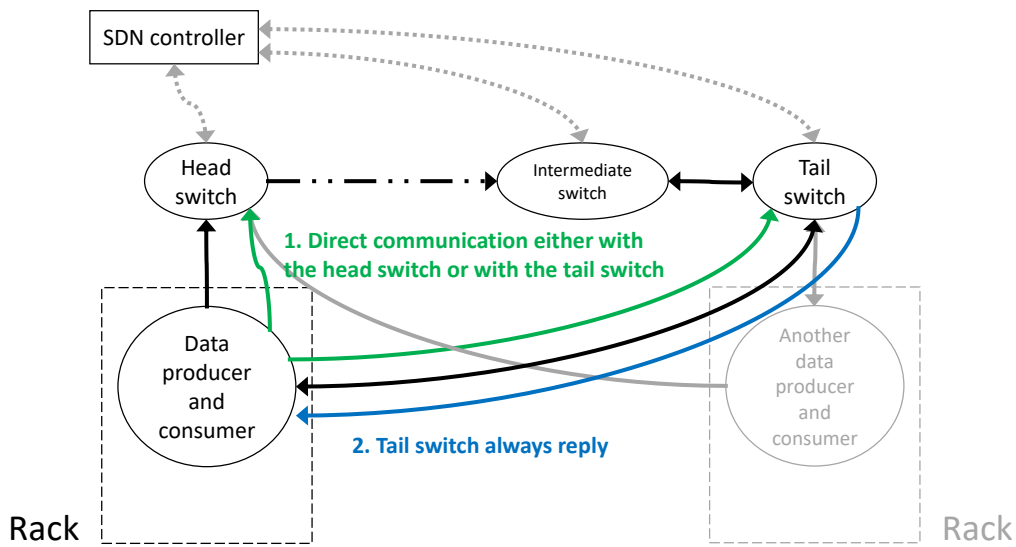 SDN controller
Head
switch
Intermediate
switch
Tail
switch
1. Direct communication either with
the head switch or with the tail switch
Data
producer
and
consumer
Another
data
producer
and
consumer
2. Tail switch always reply
Rack
Rack